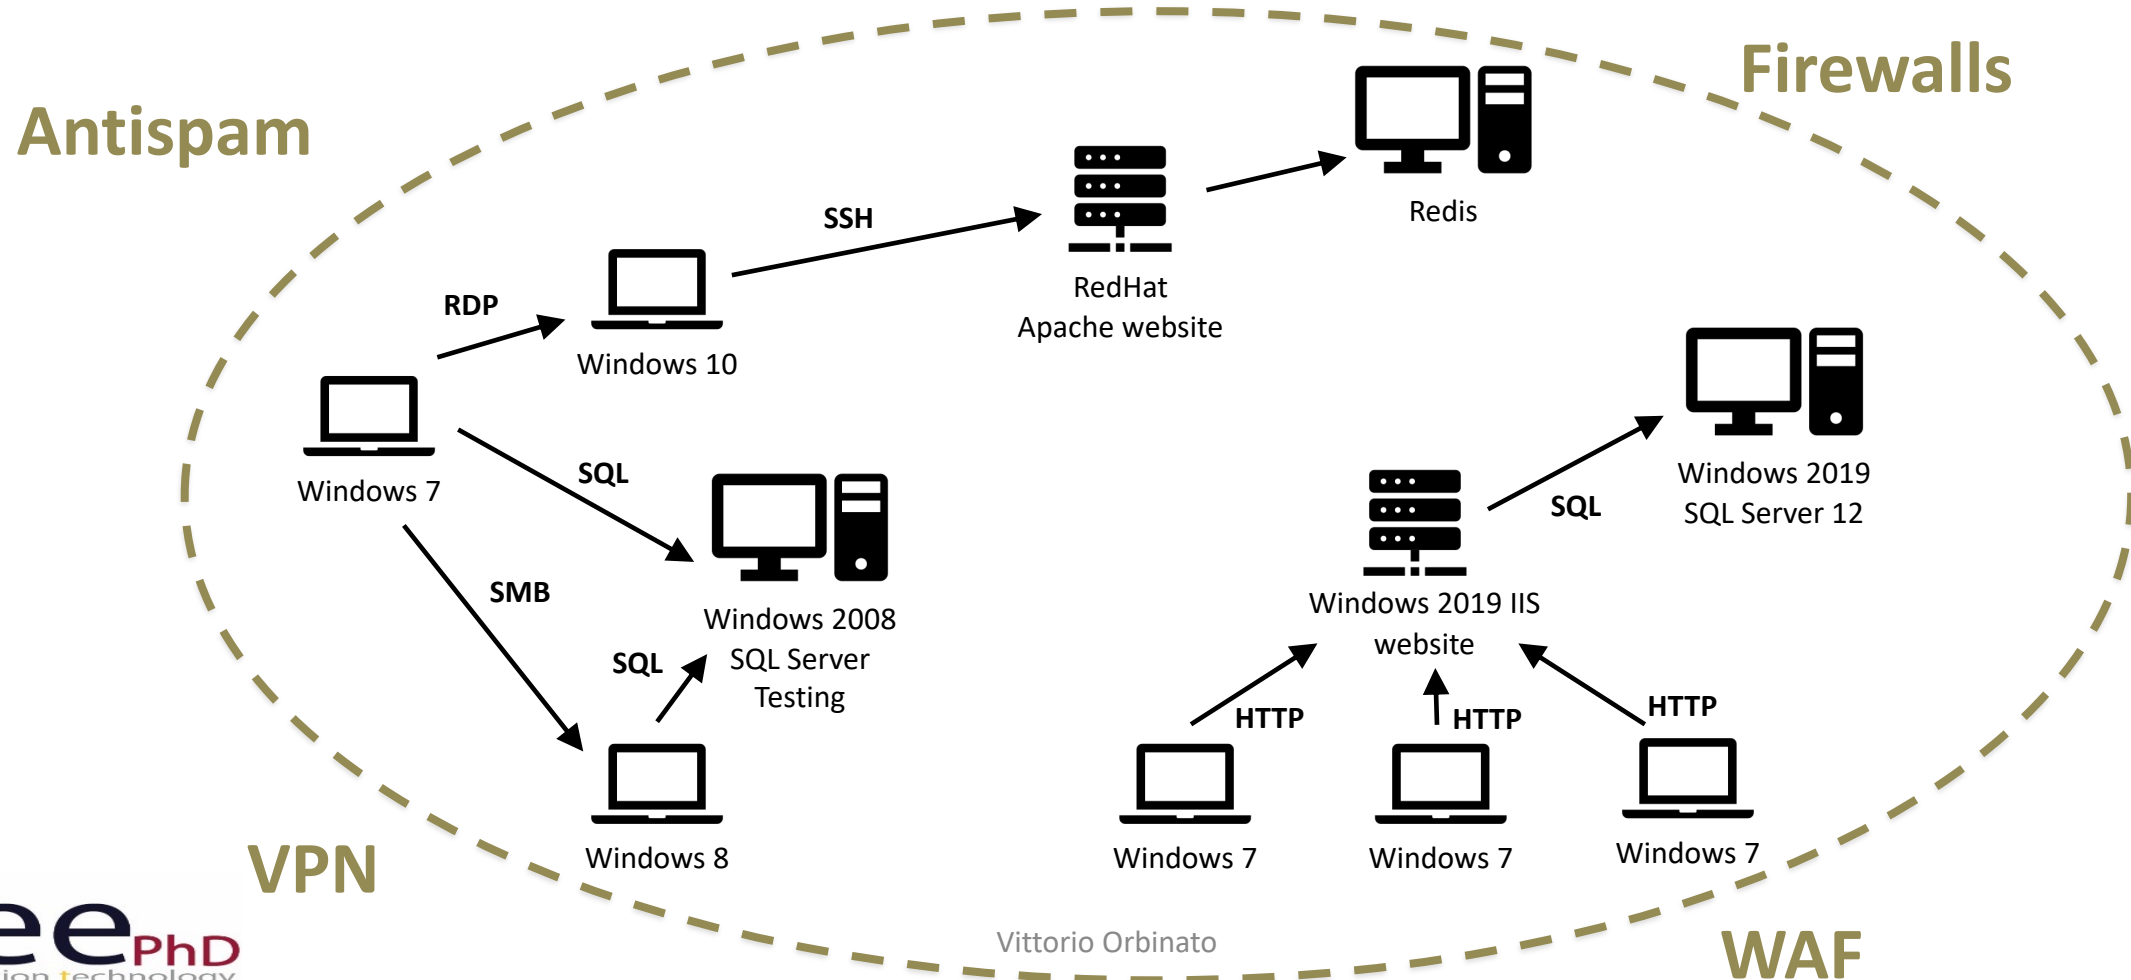 Firewalls
Antispam
Redis
SSH
RedHat
Apache website
RDP
Windows 10
Windows 7
SQL
Windows 2019
SQL Server 12
SQL
SMB
Windows 2008
SQL Server
Testing
Windows 2019 IIS
website
SQL
HTTP
HTTP
HTTP
Windows 8
Windows 7
Windows 7
Windows 7
VPN
PhD
technology
Vittorio Orbinato
WAF